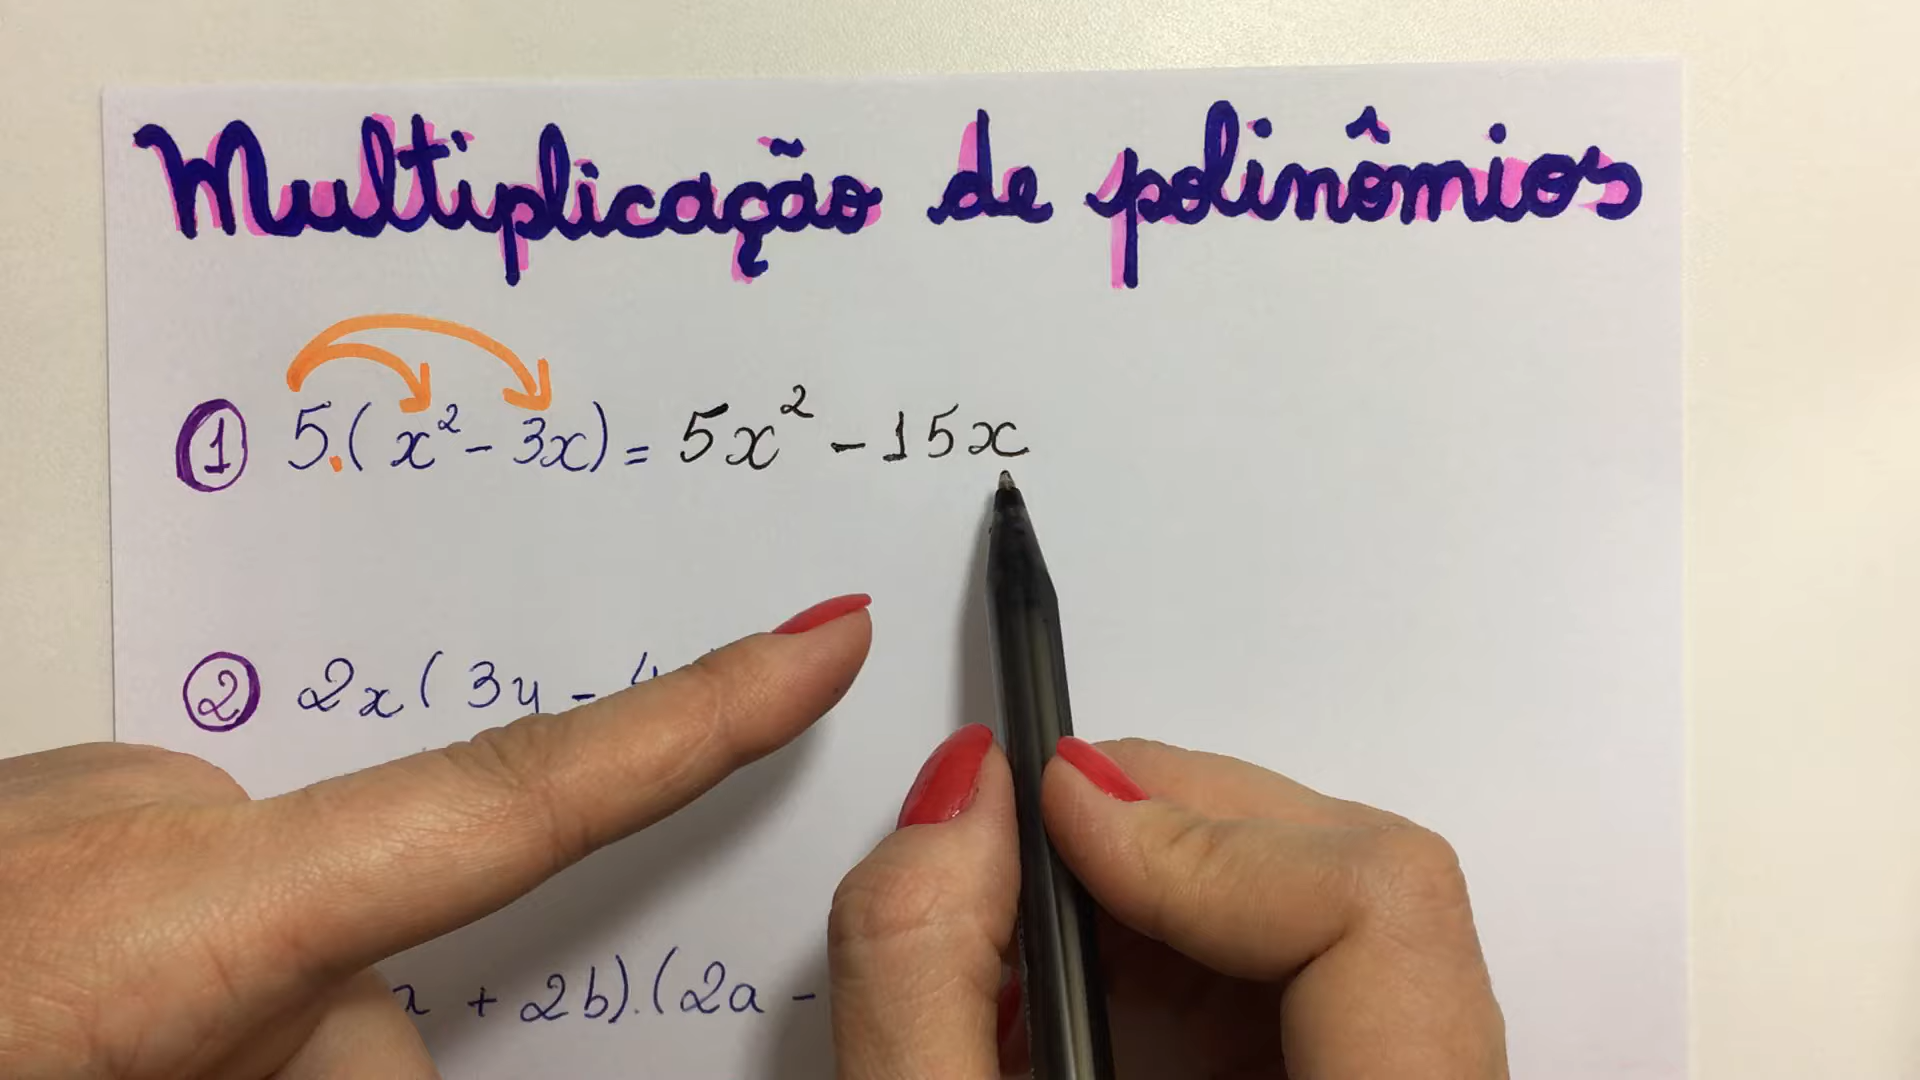 Multiplicação de polinômios
1 5.(x² - 3x) = 5x² - 15x
2 2x( 3y -
+ 2b).(2a -